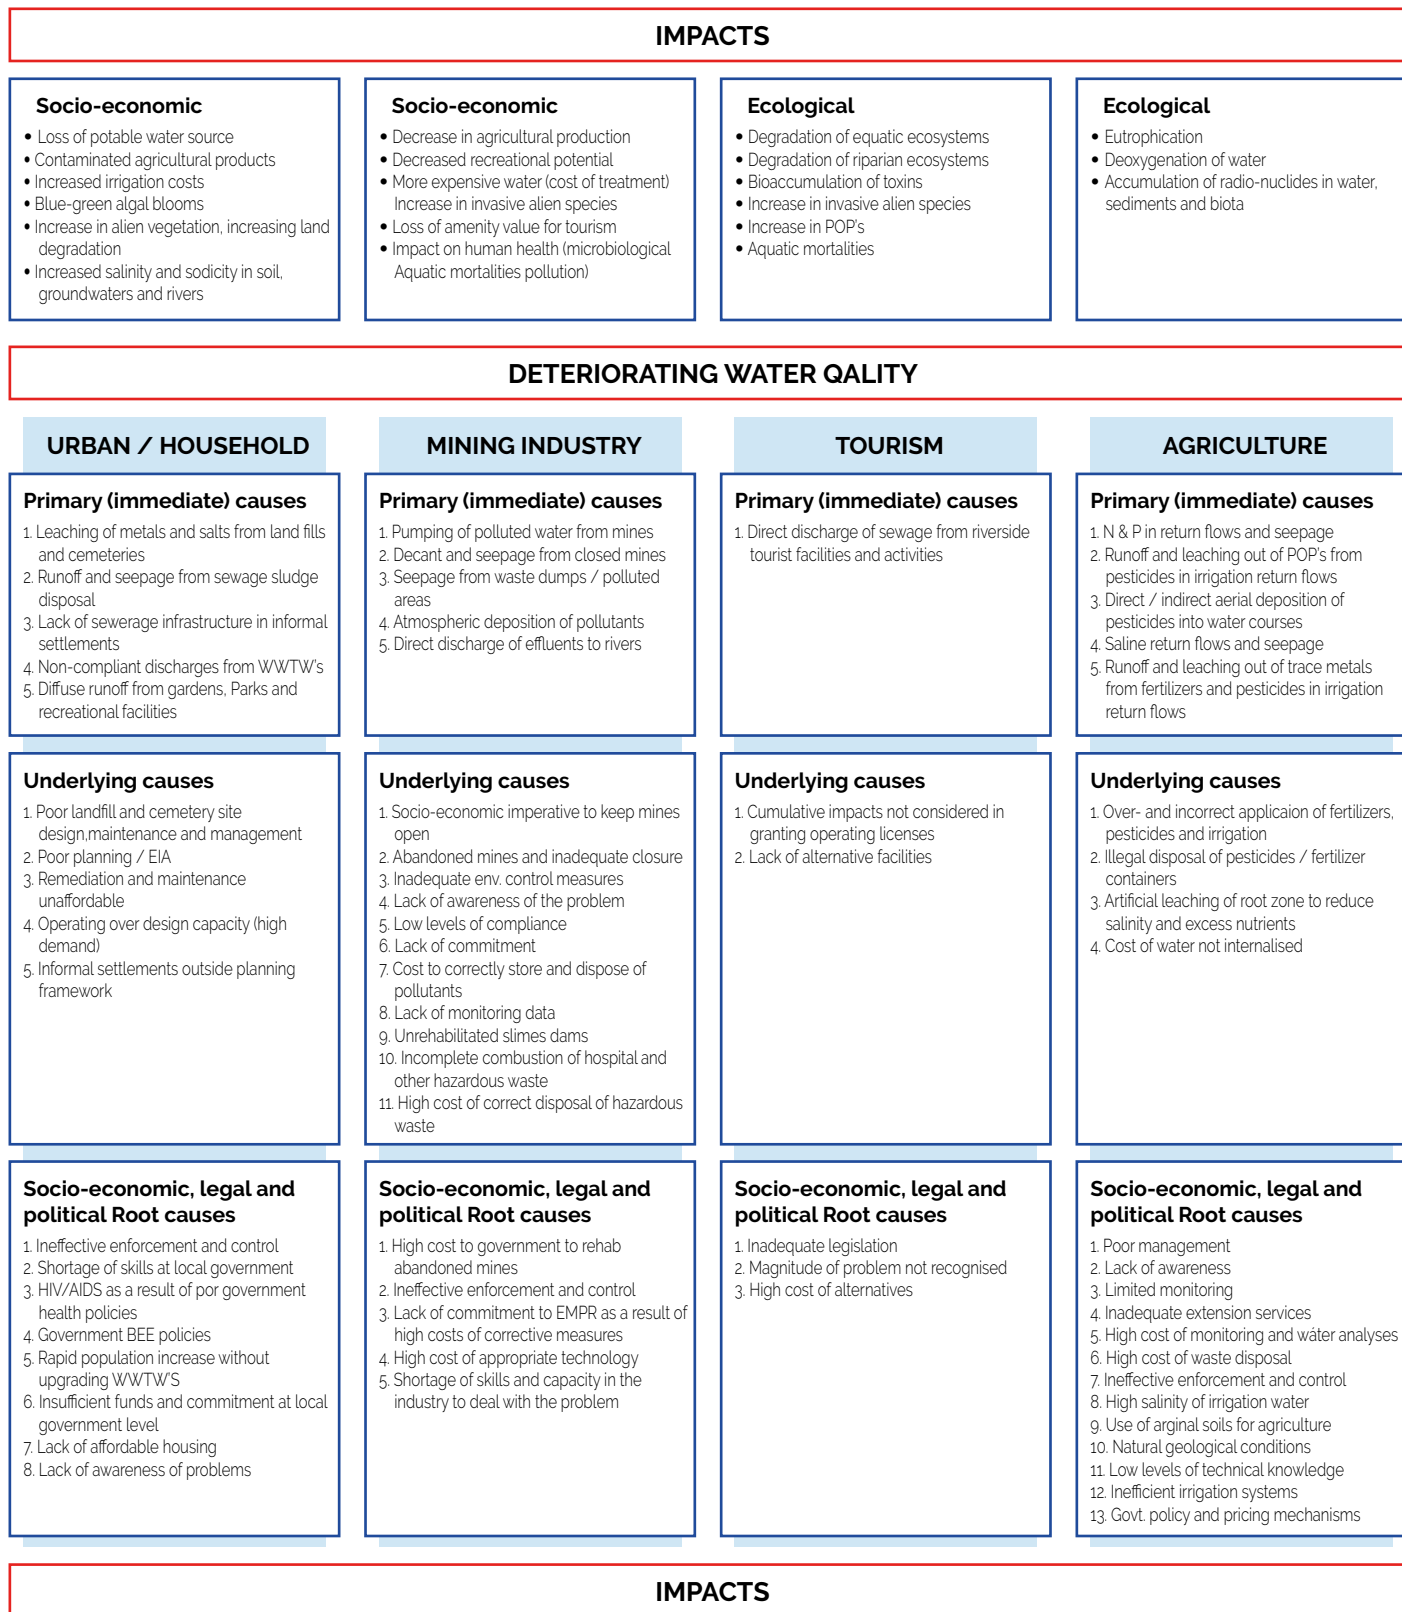 IMPACTS
Socio-economic
• Loss of potable water source
• Contaminated agricultural products
• Increased irrigation costs
• Blue-green algal blooms
• Increase in alien vegetation, increasing land
degradation
• Increased salinity and sodicity in soil,
groundwaters and rivers
Socio-economic
• Decrease in agricultural production
• Decreased recreational potential
• More expensive water (cost of treatment)
Increase in invasive alien species
• Loss of amenity value for tourism
• Impact on human health (microbiological
Aquatic mortalities pollution)
Ecological
• Degradation of equatic ecosystems
• Degradation of riparian ecosystems
• Bioaccumulation of toxins
• Increase in invasive alien species
• Increase in POP's
• Aquatic mortalities
Ecological
• Eutrophication
• Deoxygenation of water
• Accumulation of radio-nuclides in water,
sediments and biota
DETERIORATING WATER QALITY
URBAN / HOUSEHOLD
Primary (immediate) causes
1. Leaching of metals and salts from land fills
and cemeteries
2. Runoff and seepage from sewage sludge
disposal
3. Lack of sewerage infrastructure in informal
settlements
4. Non-compliant discharges from WWTW's
5. Diffuse runoff from gardens, Parks and
recreational facilities
Underlying causes
1. Poor landfill and cemetery site
design,maintenance and management
2. Poor planning / EIA
3. Remediation and maintenance
unaffordable
4. Operating over design capacity (high
demand)
5. Informal settlements outside planning
framework
Socio-economic, legal and
political Root causes
1. Ineffective enforcement and control
2. Shortage of skills at local government
3. HIV/AIDS as a result of por government
health policies
4. Government BEE policies
5. Rapid population increase without
upgrading WWTW'S
6. Insufficient funds and commitment at local
government level
7. Lack of affordable housing
8. Lack of awareness of problems
MINING INDUSTRY
Primary (immediate) causes
1. Pumping of polluted water from mines
2. Decant and seepage from closed mines
3. Seepage from waste dumps / polluted
areas
4. Atmospheric deposition of pollutants
5. Direct discharge of effluents to rivers
Underlying causes
1. Socio-economic imperative to keep mines
open
2. Abandoned mines and inadequate closure
3. Inadequate env. control measures
4. Lack of awareness of the problem
5. Low levels of compliance
6. Lack of commitment
7. Cost to correctly store and dispose of
pollutants
8. Lack of monitoring data
9. Unrehabilitated slimes dams
10. Incomplete combustion of hospital and
other hazardous waste
11. High cost of correct disposal of hazardous
waste
Socio-economic, legal and
political Root causes
1. High cost to government to rehab
abandoned mines
2. Ineffective enforcement and control
3. Lack of commitment to EMPR as a result of
high costs of corrective measures
4. High cost of appropriate technology
5. Shortage of skills and capacity in the
industry to deal with the problem
TOURISM
Primary (immediate) causes
1. Direct discharge of sewage from riverside
tourist facilities and activities
Underlying causes
1. Cumulative impacts not considered in
granting operating licenses
2. Lack of alternative facilities
Socio-economic, legal and
political Root causes
1. Inadequate legislation
2. Magnitude of problem not recognised
3. High cost of alternatives
AGRICULTURE
Primary (immediate) causes
1. N & P in return flows and seepage
2. Runoff and leaching out of POP's from
pesticides in irrigation return flows
3. Direct / indirect aerial deposition of
pesticides into water courses
4. Saline return flows and seepage
5. Runoff and leaching out of trace metals
from fertilizers and pesticides in irrigation
return flows
Underlying causes
1. Over- and incorrect applicaion of fertilizers,
pesticides and irrigation
2. Illegal disposal of pesticides / fertilizer
containers
3. Artificial leaching of root zone to reduce
salinity and excess nutrients
4. Cost of water not internalised
Socio-economic, legal and
political Root causes
1. Poor management
2. Lack of awareness
3. Limited monitoring
4. Inadequate extension services
5. High cost of monitoring and wáter analyses
6. High cost of waste disposal
7. Ineffective enforcement and control
8. High salinity of irrigation water
9. Use of arginal soils for agriculture
10. Natural geological conditions
11. Low levels of technical knowledge
12. Inefficient irrigation systems
13. Govt. policy and pricing mechanisms
IMPACTS